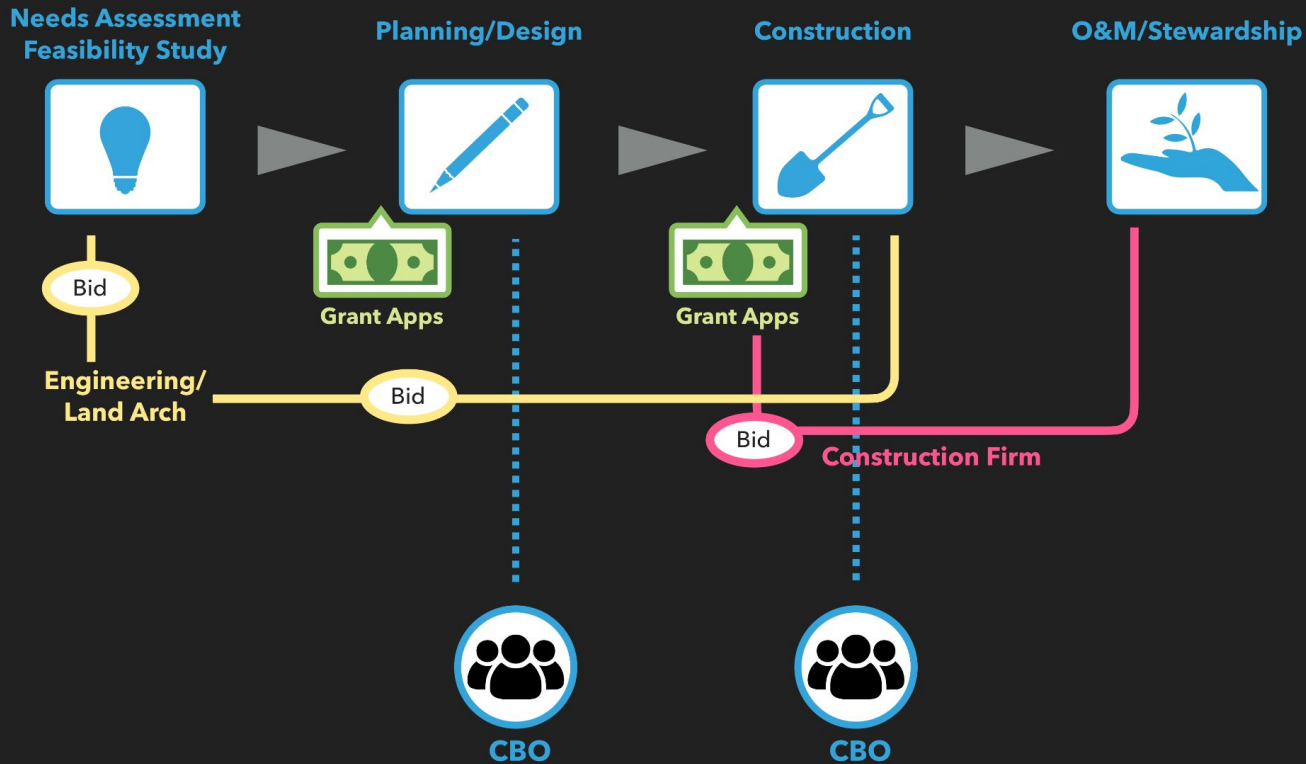 Needs Assessment
Feasibility Study
Planning/Design
Construction
O&M/Stewardship
Bid
Grant Apps
Grant Apps
Engineering/
Land Arch
Bid
Bid
Construction Firm
CBO
CBO